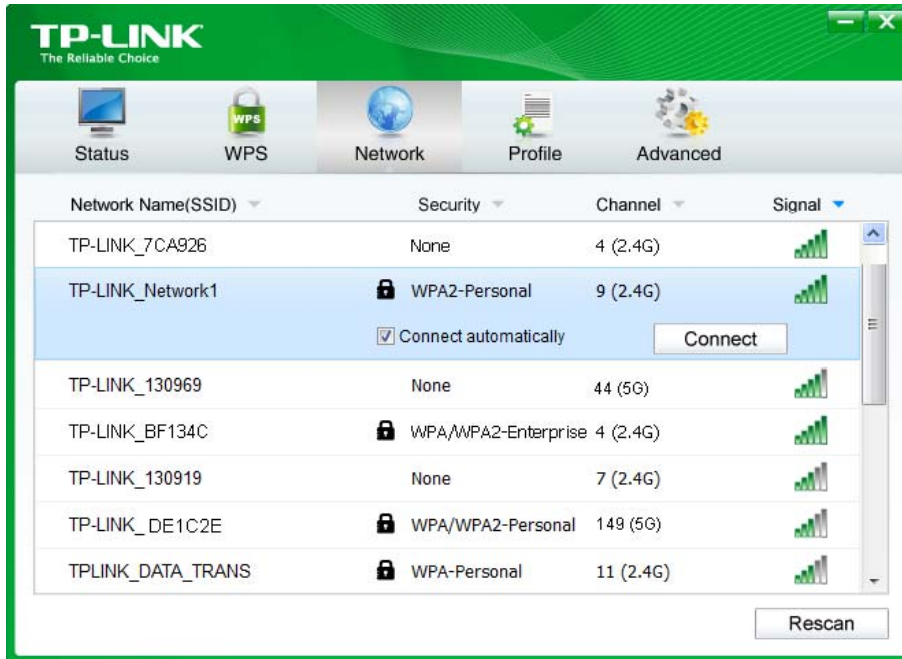 TP-LINK
The Reliable Choice
Status WPS Network Profile Advanced
WPS
Network Name(SSID) Security Channel Signal
TP-LINK_7CA926 None 4 (2.4G)
TP-LINK_Network1 WPA2-Personal 9 (2.4G)
Connect automatically Connect
TP-LINK_130969 None 44 (5G)
TP-LINK_BF134C WPA/WPA2-Enterprise 4 (2.4G)
TP-LINK_130919 None 7 (2.4G)
TP-LINK_ DE1C2E WPA/WPA2-Personal 149 (5G)
TPLINK_DATA_TRANS WPA-Personal 11 (2.4G)
Rescan